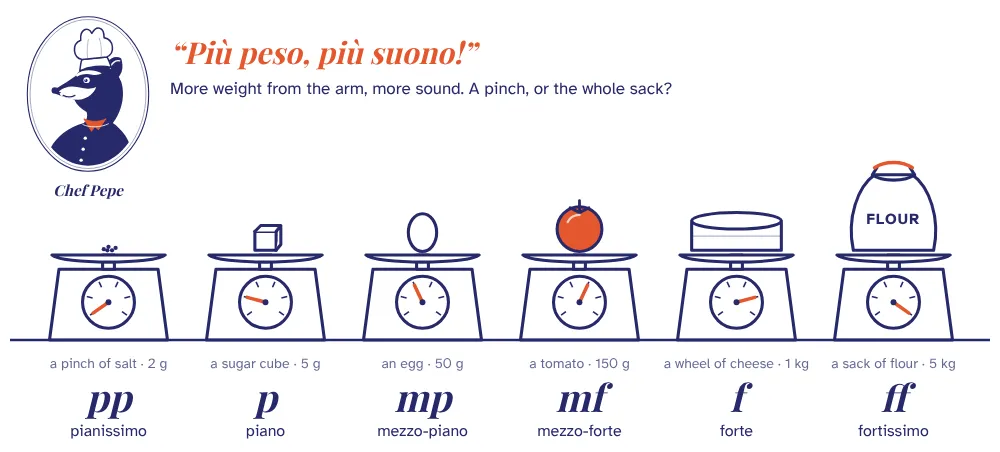 “Più peso, più suono!”
More weight from the arm, more sound. A pinch, or the whole sack?
Chef Pepe
FLOUR
a pinch of salt · 2 g
a sugar cube · 5 g
an egg · 50 g
a tomato · 150 g
a wheel of cheese · 1 kg
a sack of flour · 5 kg
pp
p
mp
mf
f
ff
pianissimo
piano
mezzo-piano
mezzo-forte
forte
fortissimo